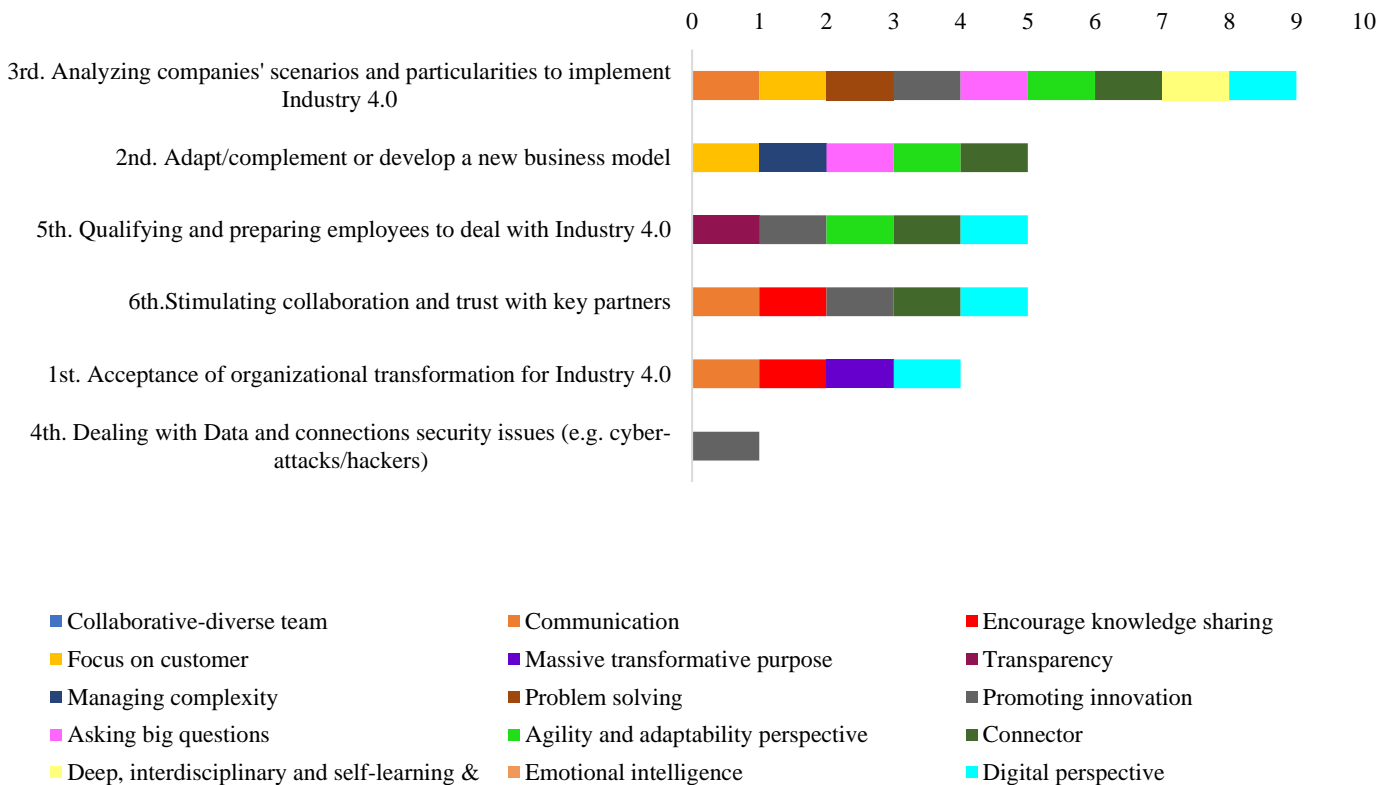 0 1 2 3 4 5 6 7 8 9 10
3rd. Analyzing companies' scenarios and particularities to implement
Industry 4.0
2nd. Adapt/complement or develop a new business model
5th. Qualifying and preparing employees to deal with Industry 4.0
6th.Stimulating collaboration and trust with key partners
1st. Acceptance of organizational transformation for Industry 4.0
4th. Dealing with Data and connections security issues (e.g. cyber-
attacks/hackers)
Collaborative-diverse team
Communication
Encourage knowledge sharing
Focus on customer
Massive transformative purpose
Transparency
Managing complexity
Problem solving
Promoting innovation
Asking big questions
Agility and adaptability perspective
Connector
Deep, interdisciplinary and self-learning &
Emotional intelligence
Digital perspective